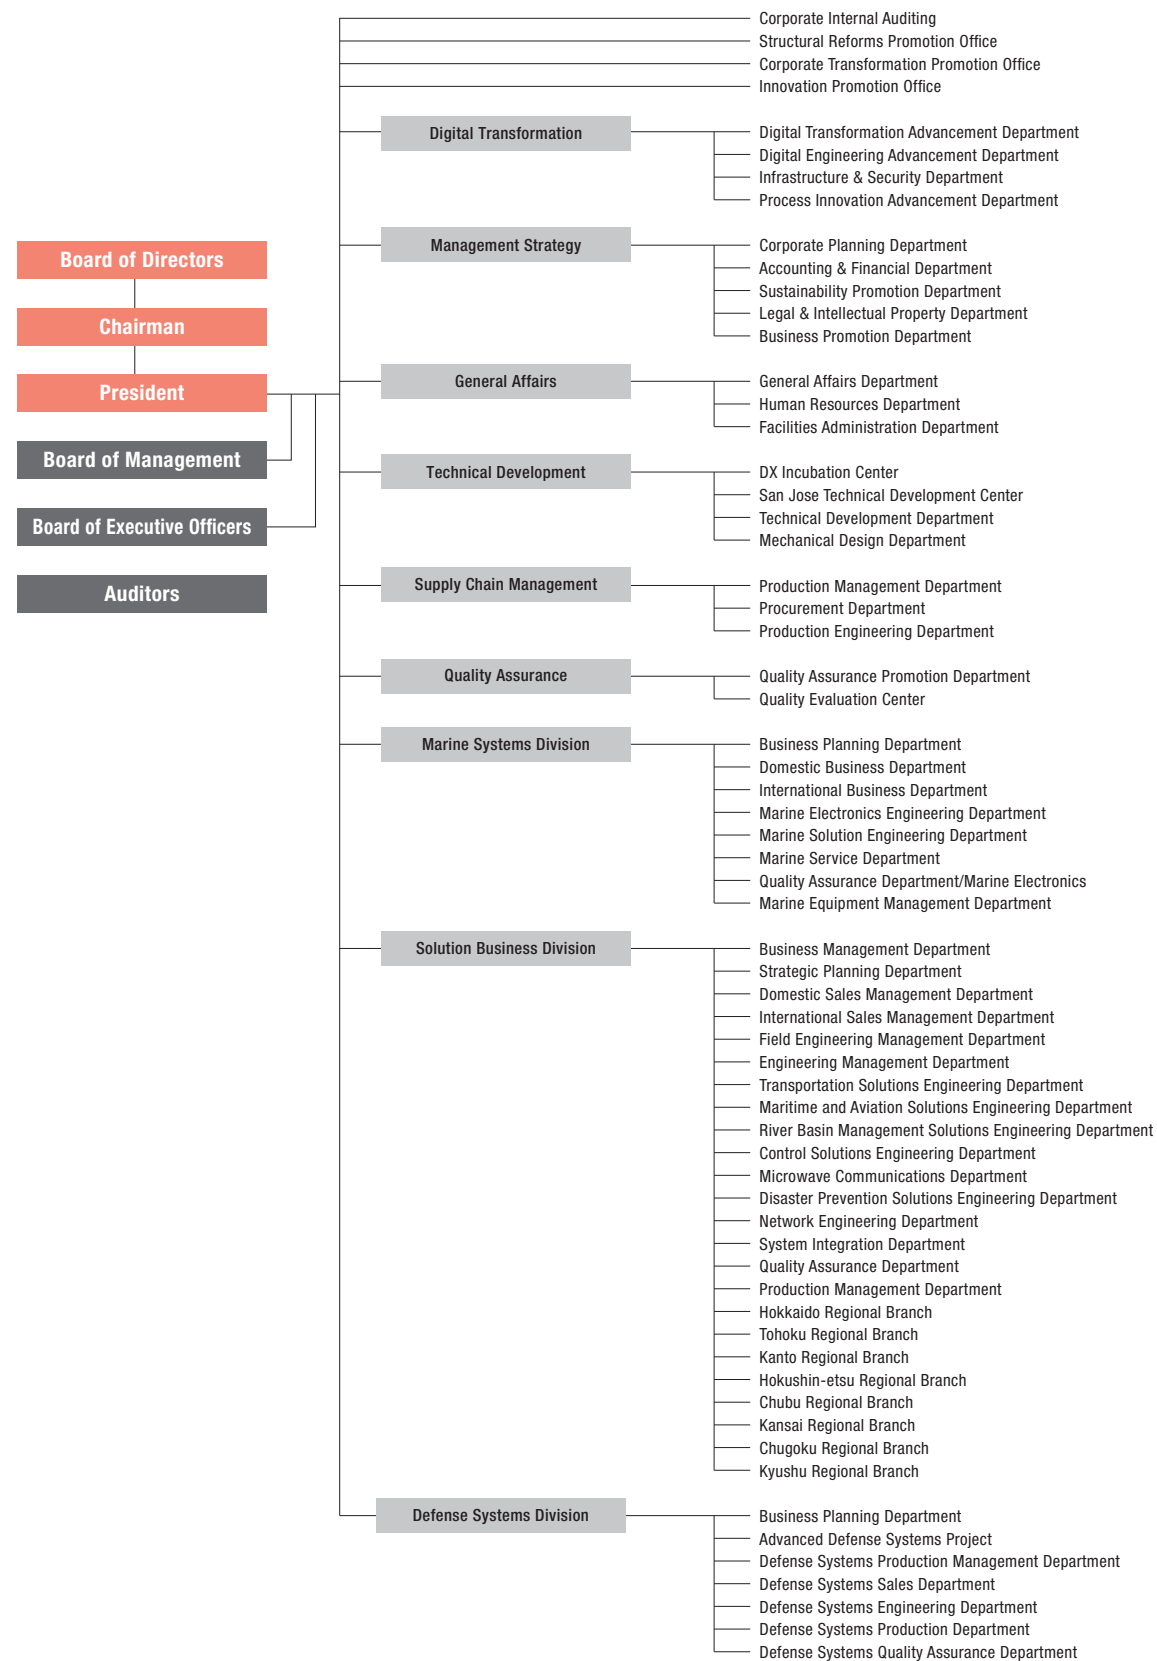 Corporate Internal Auditing
Structural Reforms Promotion Office
Corporate Transformation Promotion Office
Innovation Promotion Office
Digital Transformation
Digital Transformation Advancement Department
Digital Engineering Advancement Department
Infrastructure & Security Department
Process Innovation Advancement Department
Board of Directors
Chairman
President
Board of Management
Board of Executive Officers
Auditors
Management Strategy
Corporate Planning Department
Accounting & Financial Department
Sustainability Promotion Department
Legal & Intellectual Property Department
Business Promotion Department
General Affairs
General Affairs Department
Human Resources Department
Facilities Administration Department
Technical Development
DX Incubation Center
San Jose Technical Development Center
Technical Development Department
Mechanical Design Department
Supply Chain Management
Production Management Department
Procurement Department
Production Engineering Department
Quality Assurance
Quality Assurance Promotion Department
Quality Evaluation Center
Marine Systems Division
Business Planning Department
Domestic Business Department
International Business Department
Marine Electronics Engineering Department
Marine Solution Engineering Department
Marine Service Department
Quality Assurance Department/Marine Electronics
Marine Equipment Management Department
Solution Business Division
Business Management Department
Strategic Planning Department
Domestic Sales Management Department
International Sales Management Department
Field Engineering Management Department
Engineering Management Department
Transportation Solutions Engineering Department
Maritime and Aviation Solutions Engineering Department
River Basin Management Solutions Engineering Department
Control Solutions Engineering Department
Microwave Communications Department
Disaster Prevention Solutions Engineering Department
Network Engineering Department
System Integration Department
Quality Assurance Department
Production Management Department
Hokkaido Regional Branch
Tohoku Regional Branch
Kanto Regional Branch
Hokushin-etsu Regional Branch
Chubu Regional Branch
Kansai Regional Branch
Chugoku Regional Branch
Kyushu Regional Branch
Defense Systems Division
Business Planning Department
Advanced Defense Systems Project
Defense Systems Production Management Department
Defense Systems Sales Department
Defense Systems Engineering Department
Defense Systems Production Department
Defense Systems Quality Assurance Department